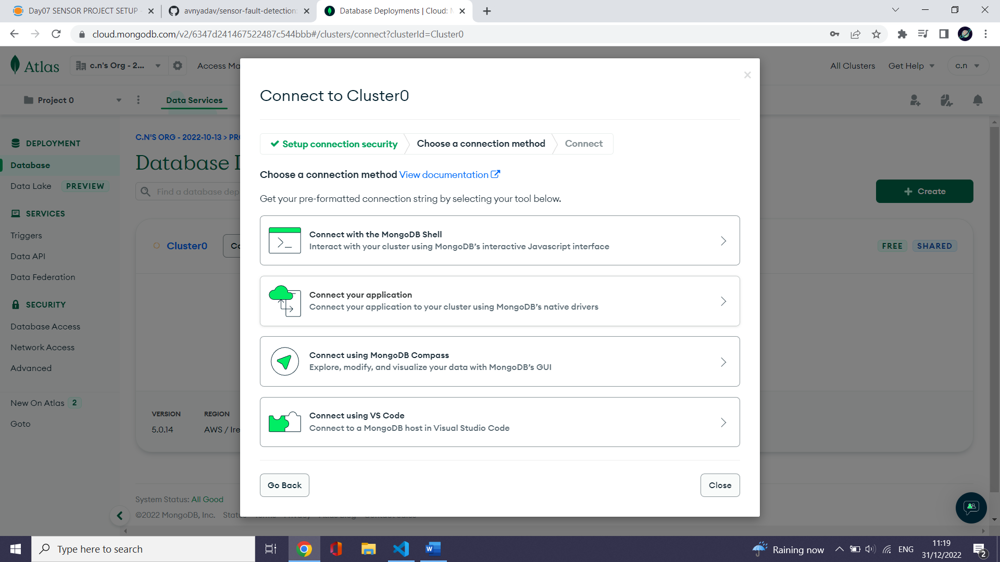 Day07 SENSOR PROJECT SETUP -
avnyadav/sensor-fault-detection:
Database Deployments | Cloud: M
cloud.mongodb.com/v2/6347d241467522487c544bbb#/clusters/connect?clusterId=Cluster0
Atlas
c.n's Org - 2...
Access Ma
All Clusters
Get Help
c.n
Project 0
Data Services
DEPLOYMENT
Database
Data Lake PREVIEW
SERVICES
Triggers
Data API
Data Federation
SECURITY
Database Access
Network Access
Advanced
New On Atlas 2
Goto
C.N'S ORG - 2022-10-13 > PRO
Database D
Find a database dep
Create
Cluster0
Co
FREE SHARED
VERSION
5.0.14
REGION
AWS / Ire
System Status: All Good
©2022 MongoDB, Inc. Status Terms Privacy Atlas Blog Contact Sales
Connect to Cluster0
Setup connection security
Choose a connection method
Connect
Choose a connection method View documentation
Get your pre-formatted connection string by selecting your tool below.
Connect with the MongoDB Shell
Interact with your cluster using MongoDB’s interactive Javascript interface
Connect your application
Connect your application to your cluster using MongoDB’s native drivers
Connect using MongoDB Compass
Explore, modify, and visualize your data with MongoDB’s GUI
Connect using VS Code
Connect to a MongoDB host in Visual Studio Code
Go Back
Close
Type here to search
Raining now
ENG
11:19
31/12/2022
2